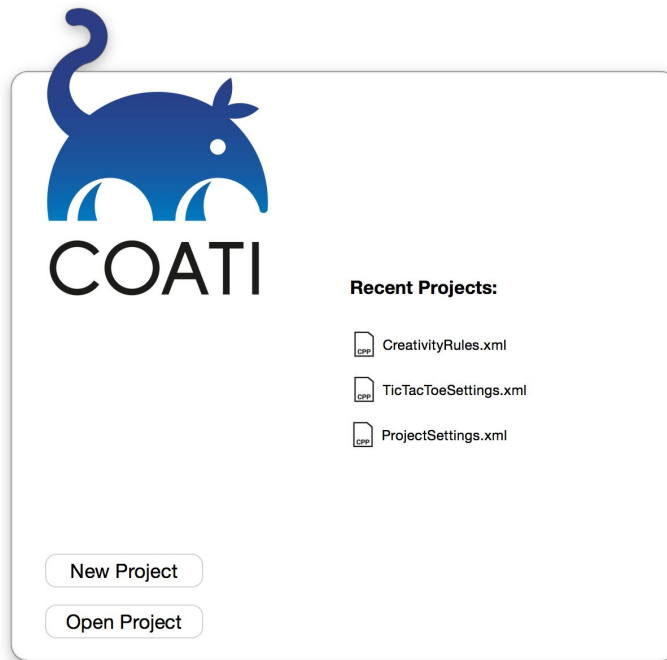 COATI
Recent Projects:
CPP CreativityRules.xml
CPP TicTacToeSettings.xml
CPP ProjectSettings.xml
New Project
Open Project